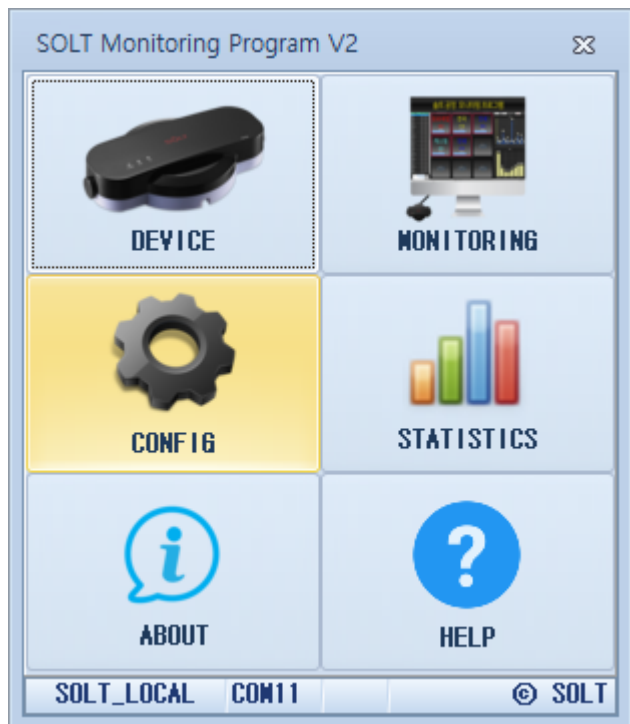 SOLT Monitoring Program V2
DEVICE
MONITORING
CONFIG
STATISTICS
ABOUT
HELP
SOLT_LOCAL COM11 © SOLT